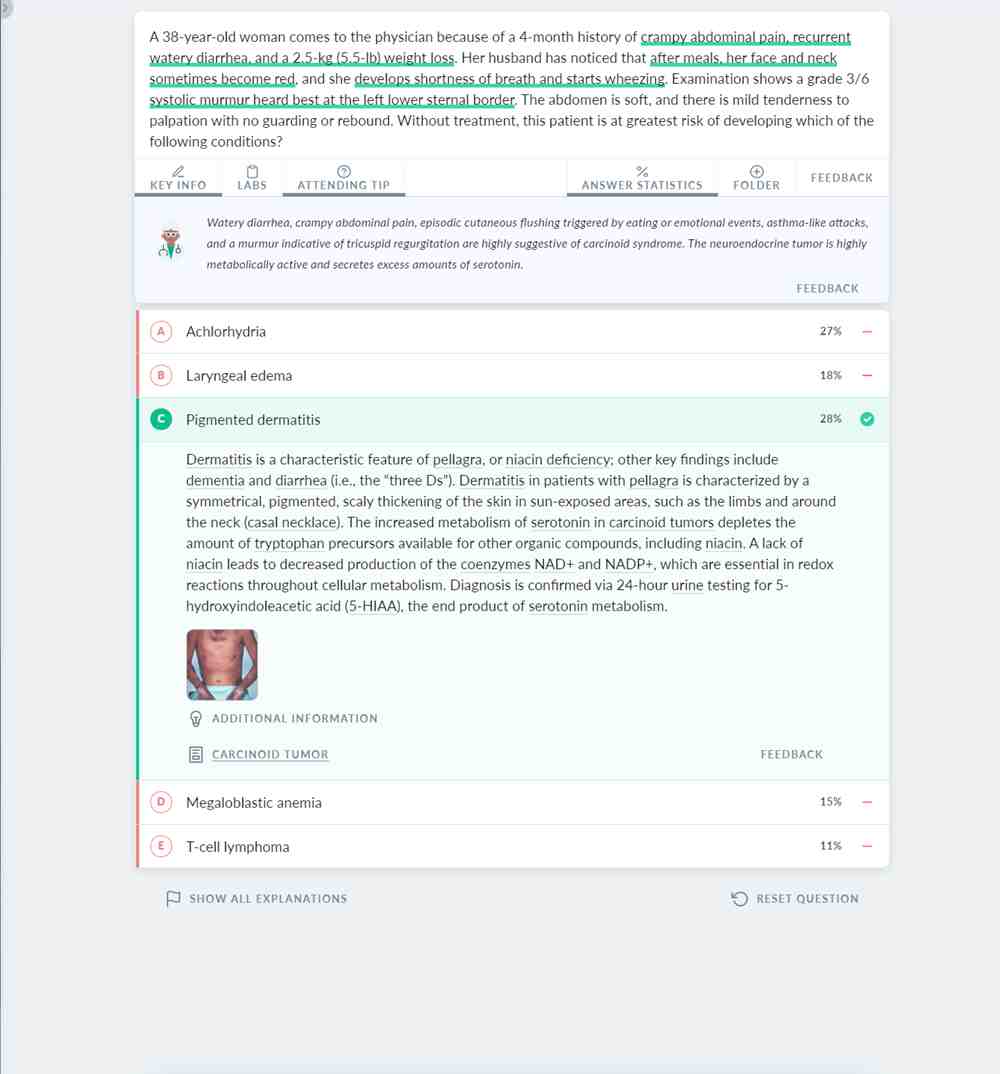 A 38-year-old woman comes to the physician because of a 4-month history of crampy abdominal pain, recurrent
watery diarrhea, and a 2.5-kg (5.5-lb) weight loss. Her husband has noticed that after meals, her face and neck
sometimes become red, and she develops shortness of breath and starts wheezing. Examination shows a grade 3/6
systolic murmur heard best at the left lower sternal border. The abdomen is soft, and there is mild tenderness to
palpation with no guarding or rebound. Without treatment, this patient is at greatest risk of developing which of the
following conditions?
KEY INFO LABS ATTENDING TIP % ANSWER STATISTICS FOLDER FEEDBACK
Watery diarrhea, crampy abdominal pain, episodic cutaneous flushing triggered by eating or emotional events, asthma-like attacks,
and a murmur indicative of tricuspid regurgitation are highly suggestive of carcinoid syndrome. The neuroendocrine tumor is highly
metabolically active and secretes excess amounts of serotonin.
FEEDBACK
A Achlorhydria 27%
B Laryngeal edema 18%
C Pigmented dermatitis 28%
Dermatitis is a characteristic feature of pellagra, or niacin deficiency; other key findings include
dementia and diarrhea (i.e., the "three Ds"). Dermatitis in patients with pellagra is characterized by a
symmetrical, pigmented, scaly thickening of the skin in sun-exposed areas, such as the limbs and around
the neck (casal necklace). The increased metabolism of serotonin in carcinoid tumors depletes the
amount of tryptophan precursors available for other organic compounds, including niacin. A lack of
niacin leads to decreased production of the coenzymes NAD+ and NADP+, which are essential in redox
reactions throughout cellular metabolism. Diagnosis is confirmed via 24-hour urine testing for 5-
hydroxyindoleacetic acid (5-HIAA), the end product of serotonin metabolism.
ADDITIONAL INFORMATION
CARCINOID TUMOR FEEDBACK
D Megaloblastic anemia 15%
E T-cell lymphoma 11%
SHOW ALL EXPLANATIONS RESET QUESTION